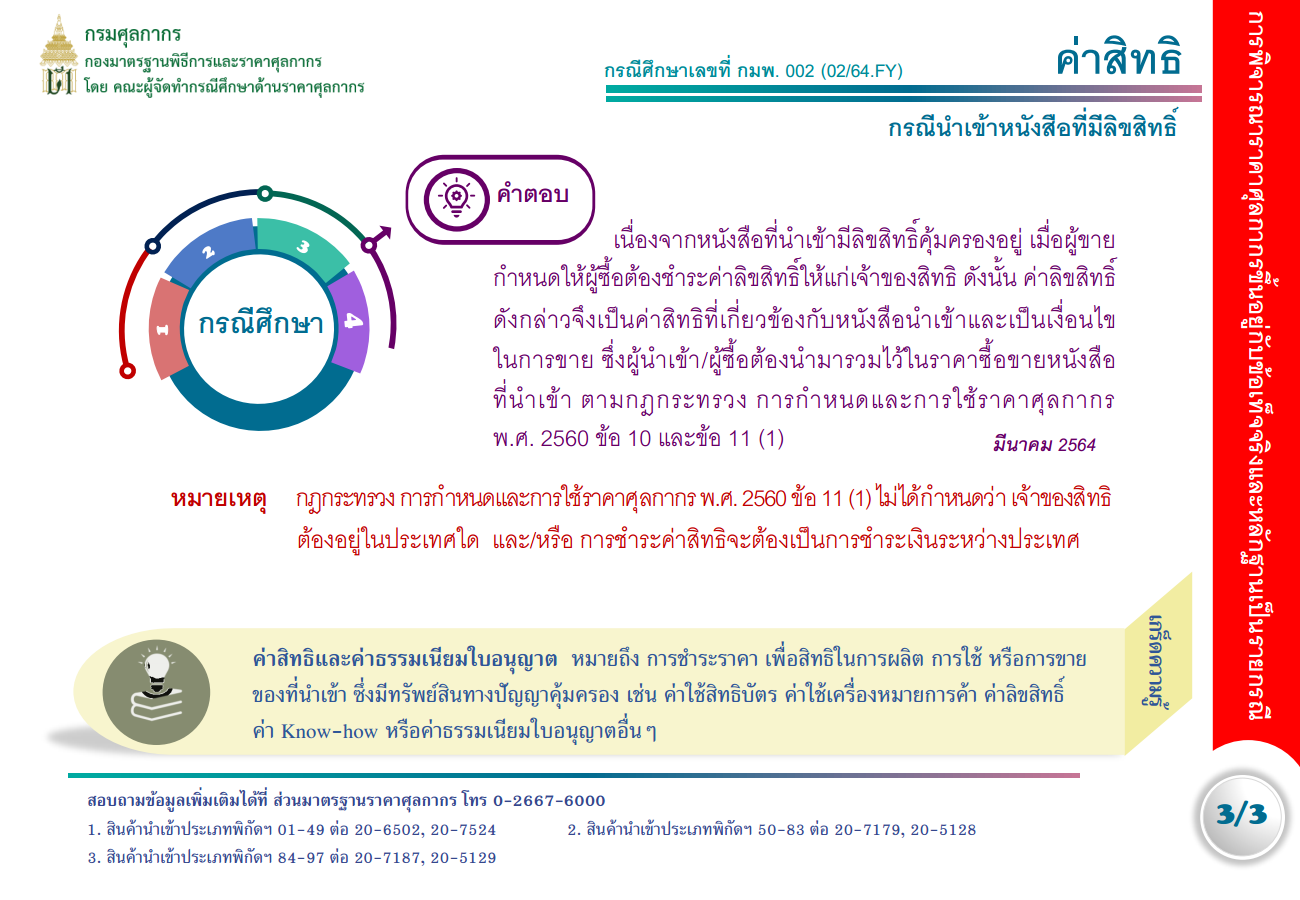 กรมศุลกากร
กองมาตรฐานพิธีการและราคาศุลกากร
โดย คณะผู้จัดทำกรณีศึกษาด้านราคาศุลกากร
กรณีศึกษาเลขที่ กมพ. 002 (02/64.FY)
ค่าสิทธิ
กรณีนำเข้าหนังสือที่มีลิขสิทธิ์
คำตอบ
1
2
3
4
กรณีศึกษา
เนื่องจากหนังสือที่นำเข้ามีลิขสิทธิ์คุ้มครองอยู่ เมื่อผู้ขาย
กำหนดให้ผู้ซื้อต้องชำระค่าลิขสิทธิ์ให้แก่เจ้าของสิทธิ ดังนั้น ค่าลิขสิทธิ์
ดังกล่าวจึงเป็นค่าสิทธิที่เกี่ยวข้องกับหนังสือนำเข้าและเป็นเงื่อนไข
ในการขาย ซึ่งผู้นำเข้า/ผู้ซื้อต้องนำมารวมไว้ในราคาซื้อขายหนังสือ
ที่นำเข้า ตามกฎกระทรวง การกำหนดและการใช้ราคาศุลกากร
พ.ศ. 2560 ข้อ 10 และข้อ 11 (1)
มีนาคม 2564
หมายเหตุ กฎกระทรวง การกำหนดและการใช้ราคาศุลกากร พ.ศ. 2560 ข้อ 11 (1) ไม่ได้กำหนดว่า เจ้าของสิทธิ
ต้องอยู่ในประเทศใด และ/หรือ การชำระค่าสิทธิจะต้องเป็นการชำระเงินระหว่างประเทศ
ค่าสิทธิและค่าธรรมเนียมใบอนุญาต หมายถึง การชำระราคา เพื่อสิทธิในการผลิต การใช้ หรือการขาย
ของที่นำเข้า ซึ่งมีทรัพย์สินทางปัญญาคุ้มครอง เช่น ค่าใช้สิทธิบัตร ค่าใช้เครื่องหมายการค้า ค่าลิขสิทธิ์
ค่า Know-how หรือค่าธรรมเนียมใบอนุญาตอื่น ๆ
เกร็ดความรู้
สอบถามข้อมูลเพิ่มเติมได้ที่ ส่วนมาตรฐานราคาศุลกากร โทร 0-2667-6000
1. สินค้านำเข้าประเภทพิกัดฯ 01-49 ต่อ 20-6502, 20-7524
2. สินค้านำเข้าประเภทพิกัดฯ 50-83 ต่อ 20-7179, 20-5128
3. สินค้านำเข้าประเภทพิกัดฯ 84-97 ต่อ 20-7187, 20-5129
การพิจารณาราคาศุลกากรขึ้นอยู่กับข้อเท็จจริงและหลักฐานเป็นรายกรณี
3/3